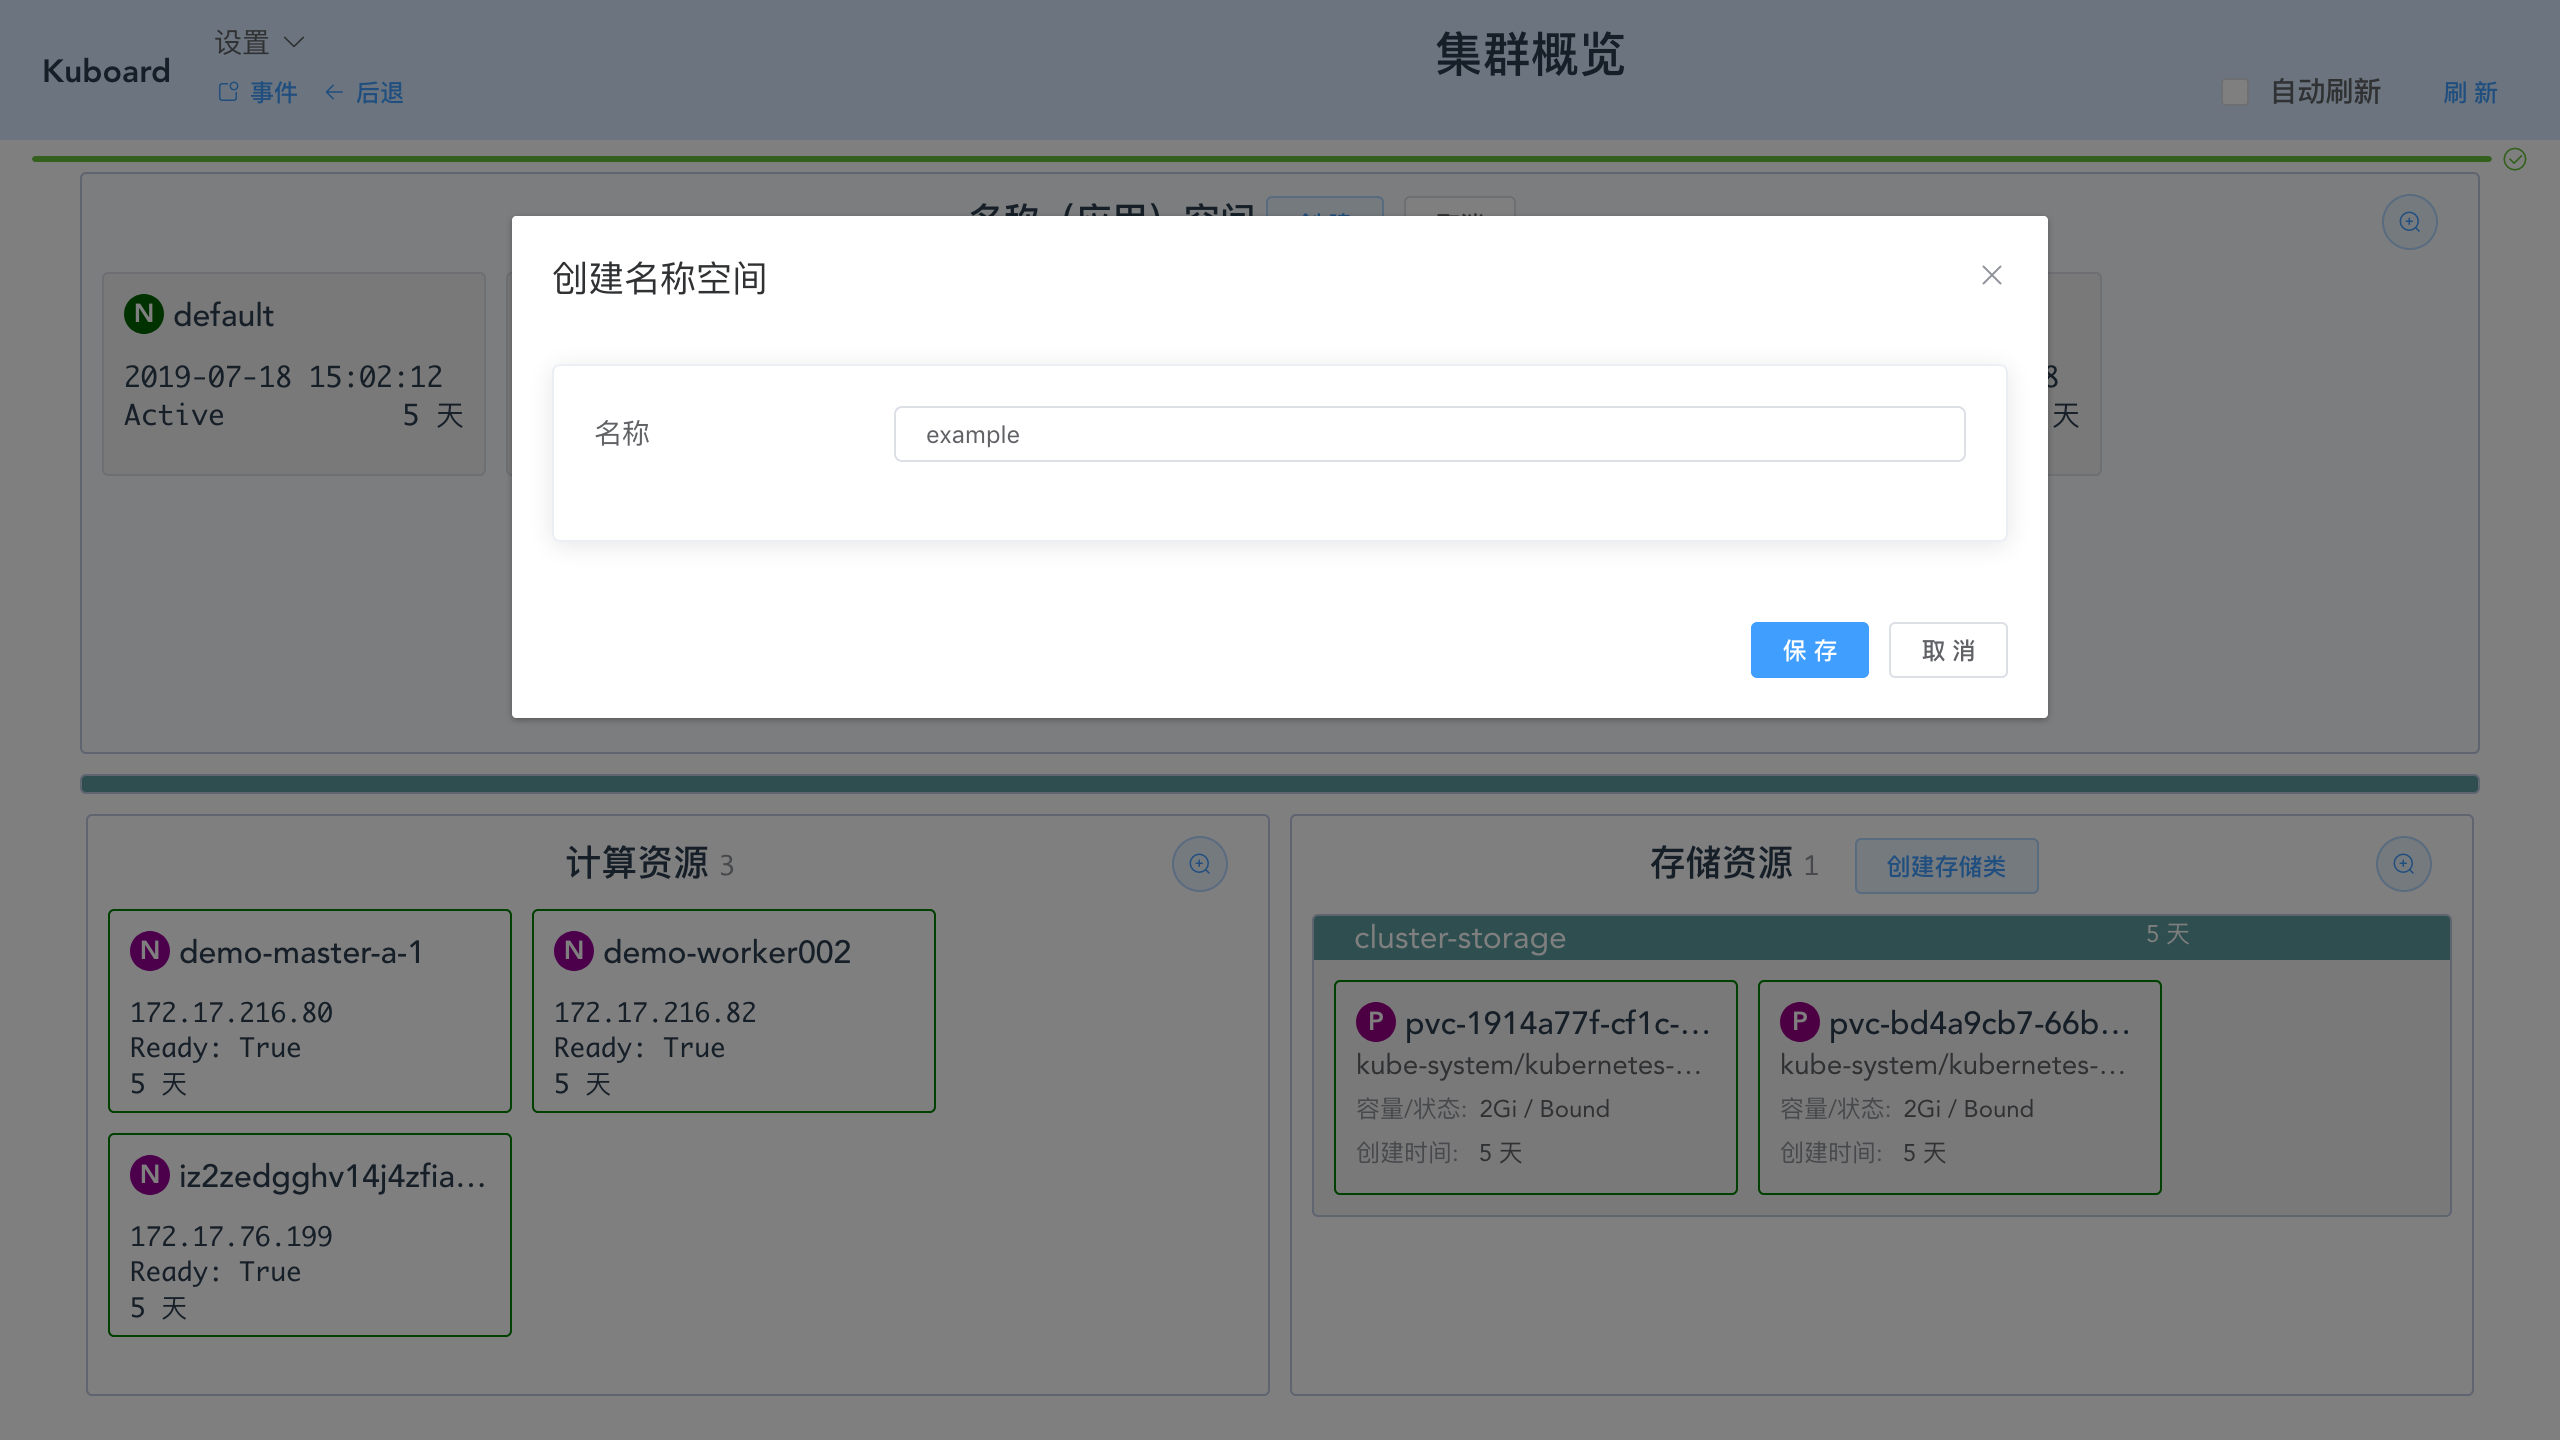 Kuboard
设置
事件 后退
集群概览
自动刷新 刷 新
名称（应用）空间 创建 取消
N default
2019-07-18 15:02:12
Active 5 天
8
天
创建名称空间
名称 example
保 存 取 消
计算资源 3
N demo-master-a-1
172.17.216.80
Ready: True
5 天
N demo-worker002
172.17.216.82
Ready: True
5 天
N iz2zedgghv14j4zfia...
172.17.76.199
Ready: True
5 天
存储资源 1 创建存储类
cluster-storage 5 天
P pvc-1914a77f-cf1c-...
kube-system/kubernetes-...
容量/状态: 2Gi / Bound
创建时间: 5 天
P pvc-bd4a9cb7-66b...
kube-system/kubernetes-...
容量/状态: 2Gi / Bound
创建时间: 5 天